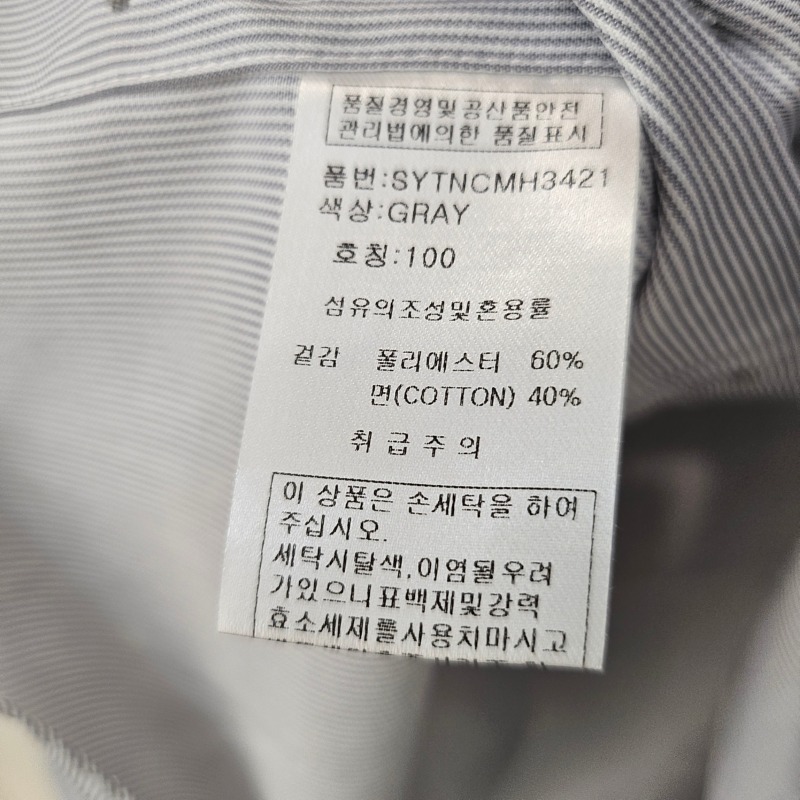 품질경영및공산품안전
관리법에의한 품질표시
품번:SYTNCMH3421
색상:GRAY
호칭:100
섬유의조성및혼용률
겉감 폴리에스터 60%
면(COTTON) 40%
취급주의
이 상품은 손세탁을 하여
주십시오.
세탁시탈색,이염될우려
가있으니표백제및강력
효소세제를사용치마시고